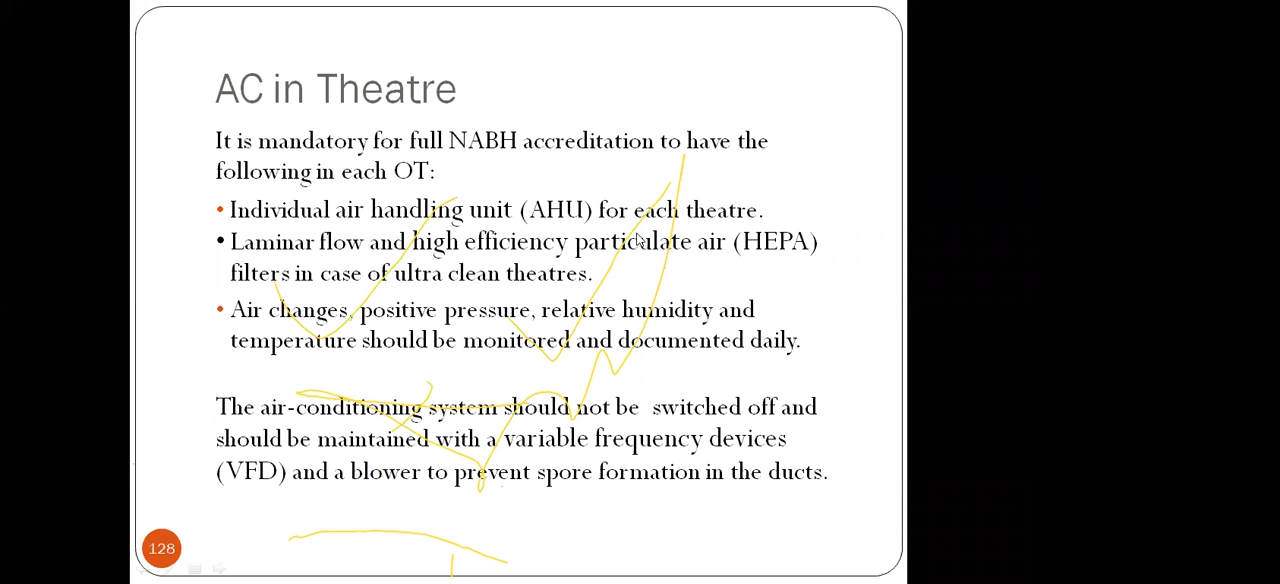 AC in Theatre
It is mandatory for full NABH accreditation to have the
following in each OT:
• Individual air handling unit (AHU) for each theatre.
• Laminar flow and high efficiency particulate air (HEPA)
filters in case of ultra clean theatres.
• Air changes, positive pressure, relative humidity and
temperature should be monitored and documented daily.
The air-conditioning system should not be switched off and
should be maintained with a variable frequency devices
(VFD) and a blower to prevent spore formation in the ducts.
128